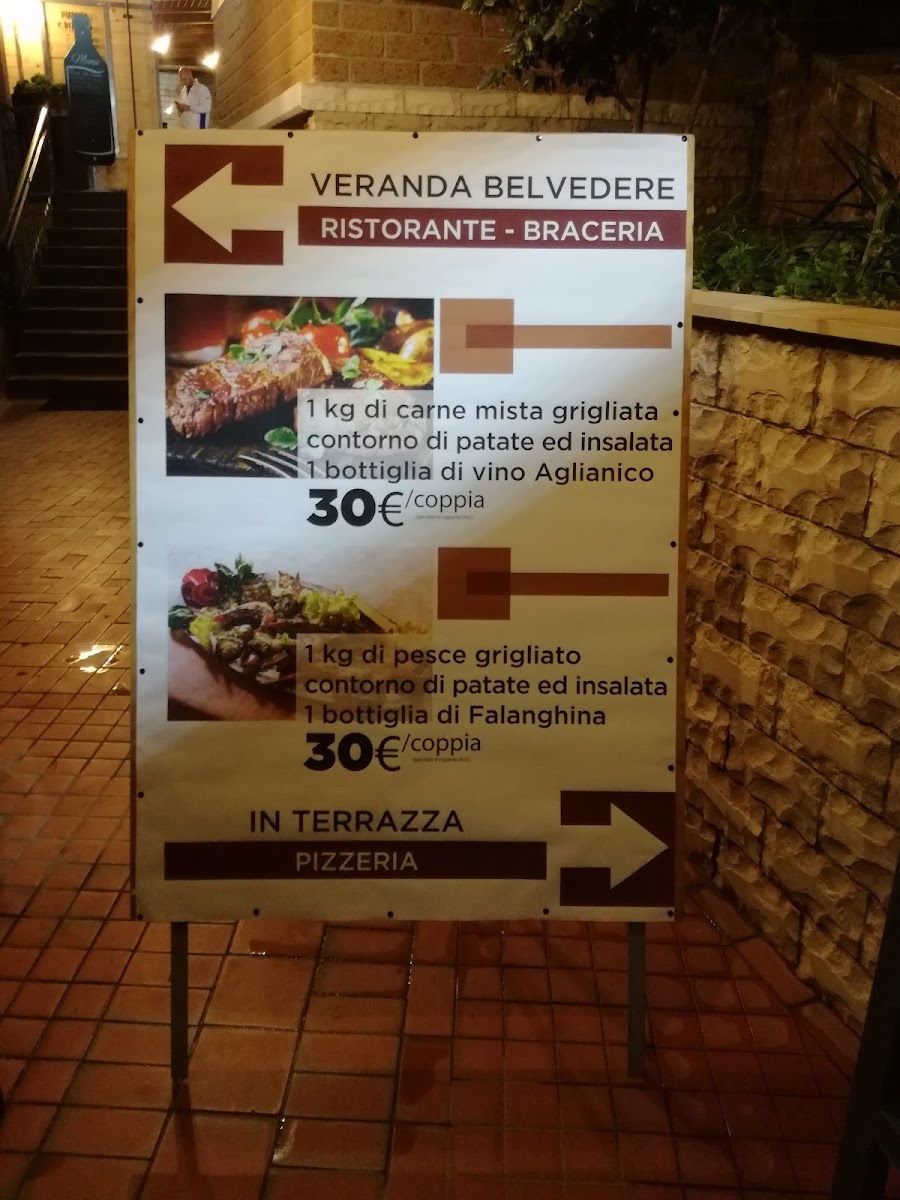 Menu
VERANDA BELVEDERE
RISTORANTE - BRACERIA
1 kg di carne mista grigliata
contorno di patate ed insalata
1 bottiglia di vino Aglianico
30€/coppia
1 kg di pesce grigliato
contorno di patate ed insalata
1 bottiglia di Falanghina
30€/coppia
IN TERRAZZA
PIZZERIA